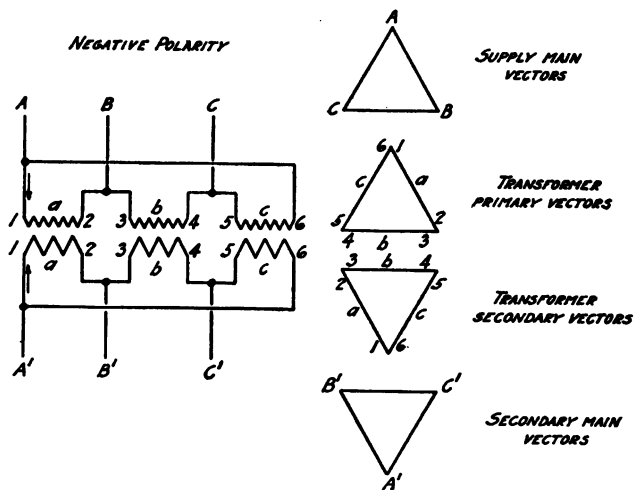 NEGATIVE POLARITY
A B C
a b c
1 2 3 4 5 6
1 2 3 4 5 6
a b c
A' B' C'
A
C B
SUPPLY MAIN
VECTORS
6 1
c a
5 2
4 b 3
TRANSFORMER
PRIMARY VECTORS
3 b 4
2 5
a c
1 6
TRANSFORMER
SECONDARY VECTORS
B' C'
A'
SECONDARY MAIN
VECTORS